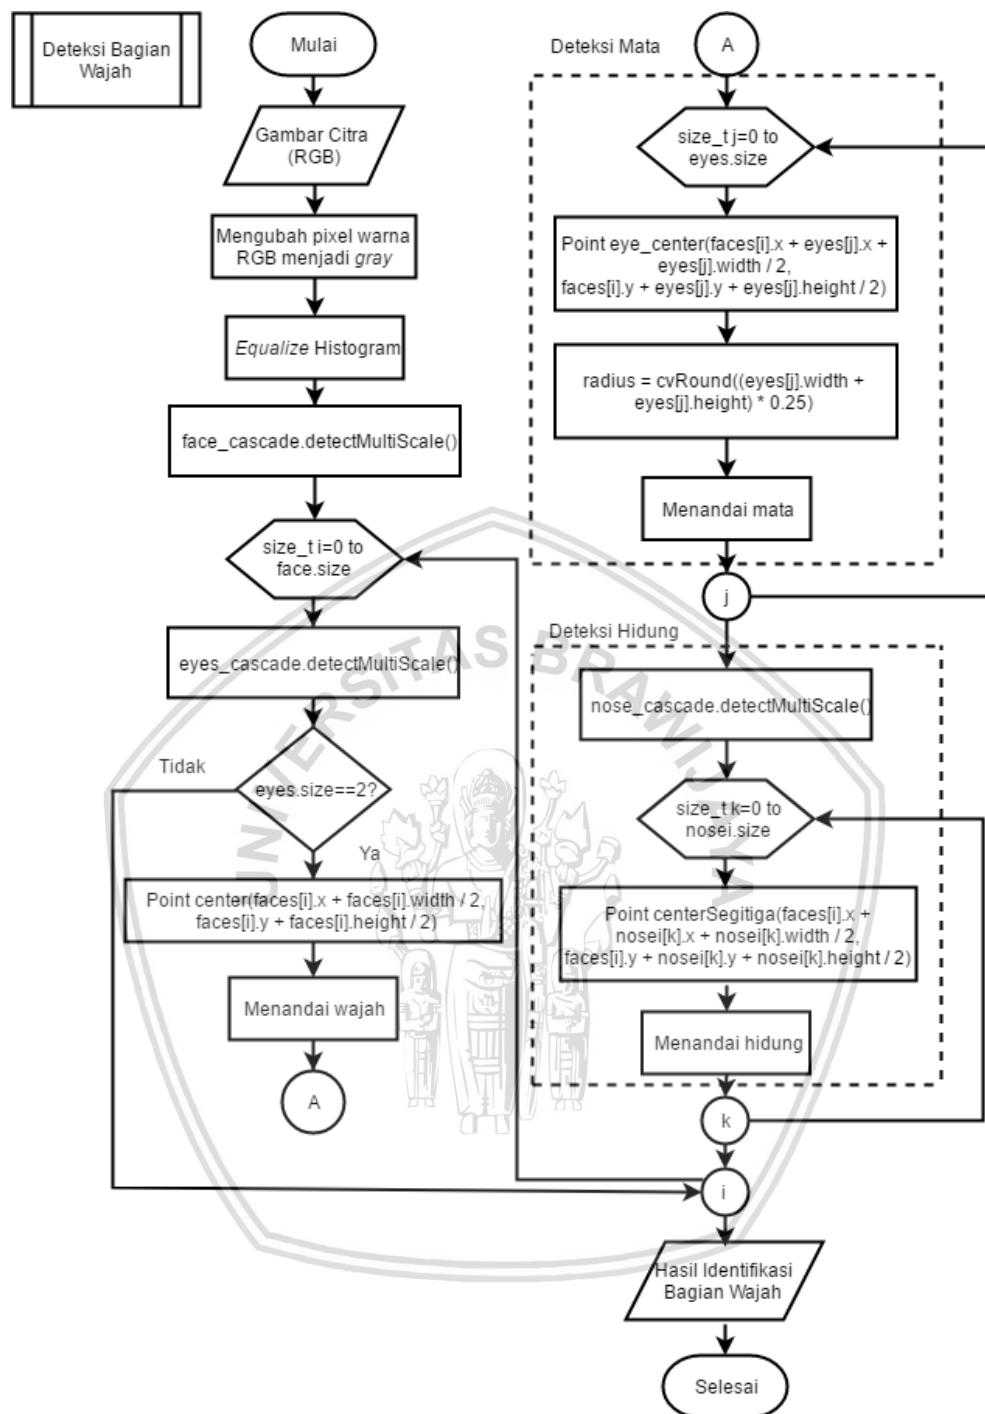 Deteksi Bagian
Wajah
Mulai
Gambar Citra
(RGB)
Mengubah pixel warna
RGB menjadi gray
Equalize Histogram
face_cascade.detectMultiScale()
size_t i=0 to
face.size
eyes_cascade.detectMultiScale()
Tidak
eyes.size==2?
Ya
Point center(faces[i].x + faces[i].width / 2,
faces[i].y + faces[i].height / 2)
Menandai wajah
A
Deteksi Mata
A
size_t j=0 to
eyes.size
Point eye_center(faces[i].x + eyes[j].x +
eyes[j].width / 2,
faces[i].y + eyes[j].y + eyes[j].height / 2)
radius = cvRound((eyes[j].width +
eyes[j].height) * 0.25)
Menandai mata
j
Deteksi Hidung
nose_cascade.detectMultiScale()
size_t k=0 to
nosei.size
Point centerSegitiga(faces[i].x +
nosei[k].x + nosei[k].width / 2,
faces[i].y + nosei[k].y + nosei[k].height / 2)
Menandai hidung
k
i
Hasil Identifikasi
Bagian Wajah
Selesai
UNIVERSITAS BRAWIJAYA